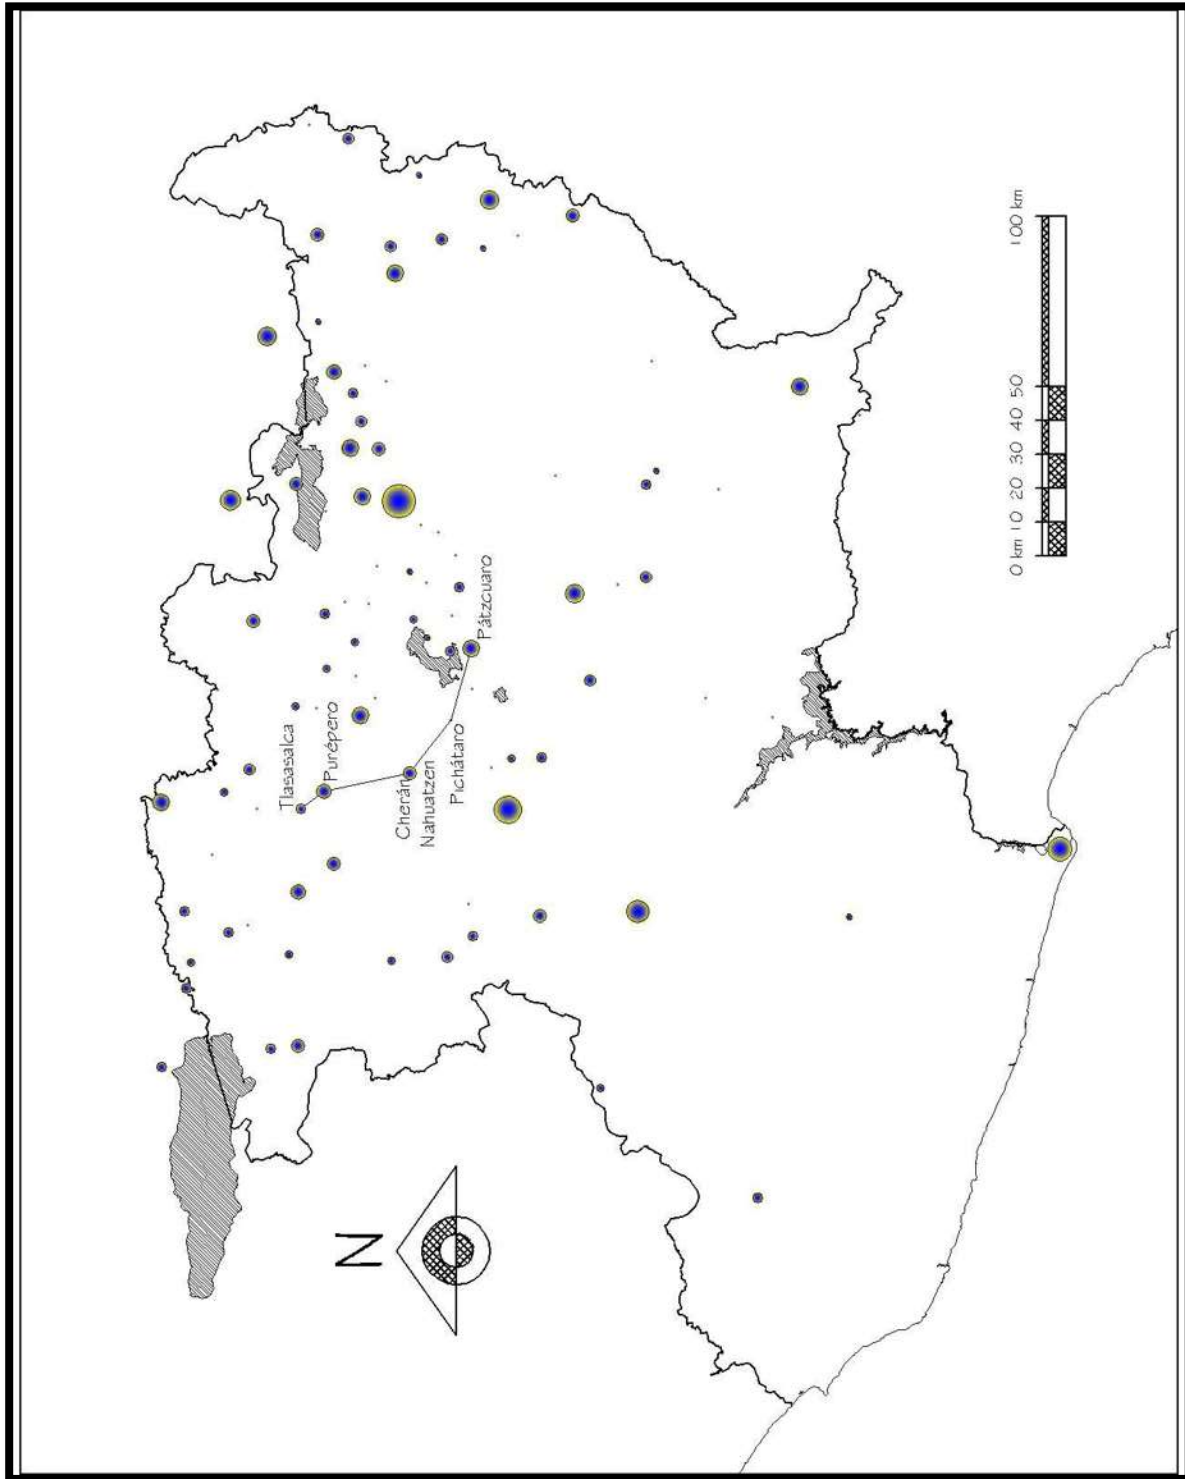 N
Tlasasalca
Purépero
Cherán
Nahuatzen
Pichátaro
Pátzcuaro
0 km 10 20 30 40 50 100 km